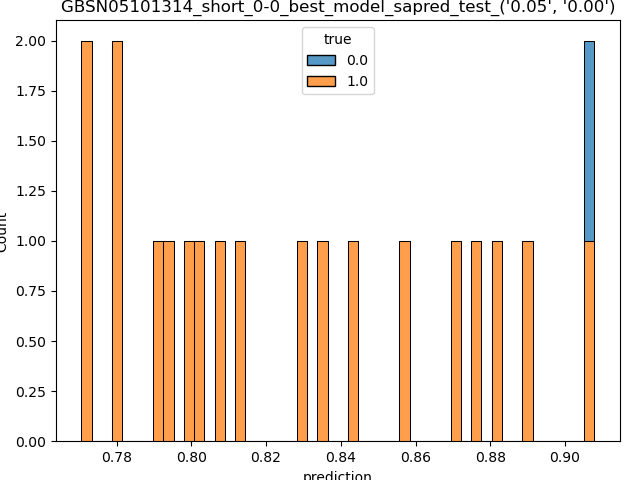 GBSN05101314_short_0-0_best_model_sapred_test_('0.05', '0.00')
true
0.0
1.0
2.00
1.75
1.50
1.25
1.00
0.75
0.50
0.25
0.00
Count
0.78 0.80 0.82 0.84 0.86 0.88 0.90
prediction